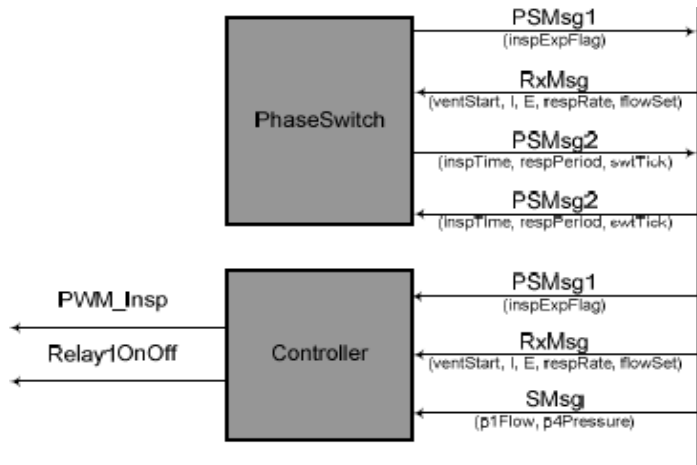 PSMsg1
(inspExpFlag)
RxMsg
(ventStart, I, E, respRate, flowSet)
PhaseSwitch
PSMsg2
(inspTime, respPeriod, swtTick)
PSMsg2
(inspTime, respPeriod, swtTick)
PSMsg1
(inspExpFlag)
PWM_Insp
RxMsg
(ventStart, I, E, respRate, flowSet)
Relay1OnOff
Controller
SMsg
(p1Flow, p4Pressure)